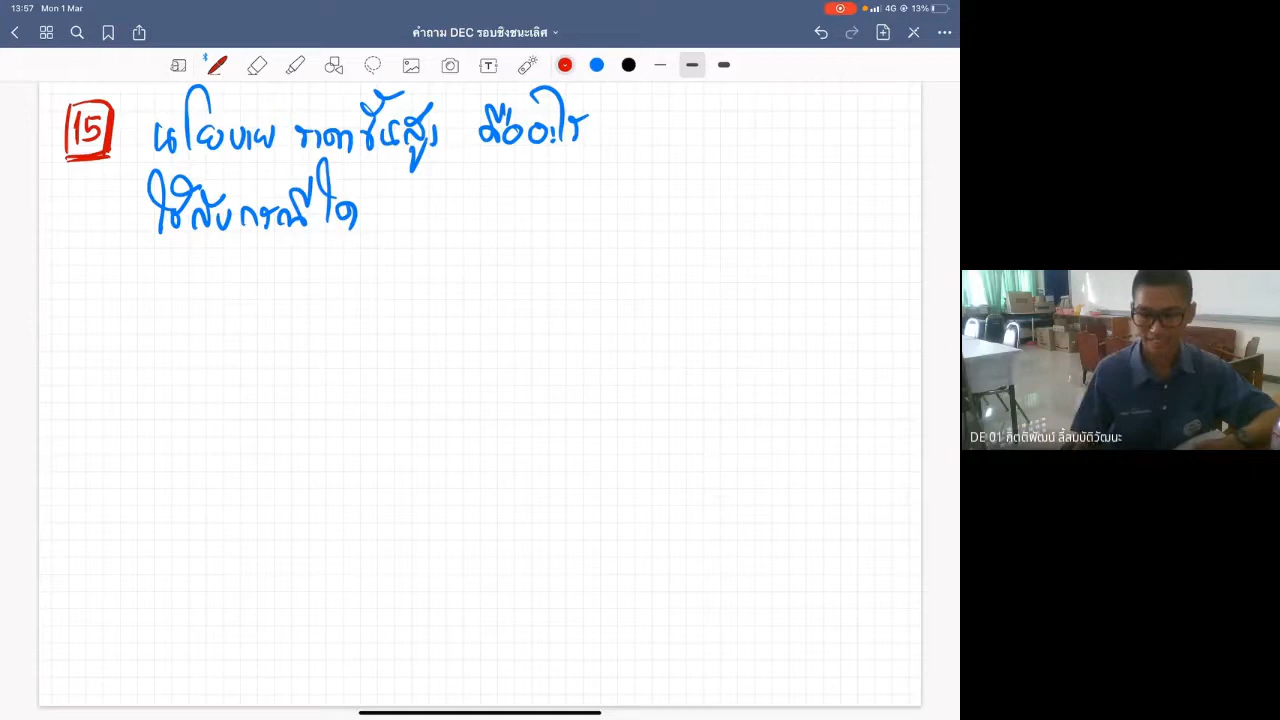 13:57 Mon 1 Mar
4G 13%
คำถาม DEC รอบชิงชนะเลิศ
15 นโยบาย ราคาขั้นสูง คืออะไร
ใช้กับกรณีใด
DE 01 กิตติพัฒน์ ลี้สมบัติวัฒนะ